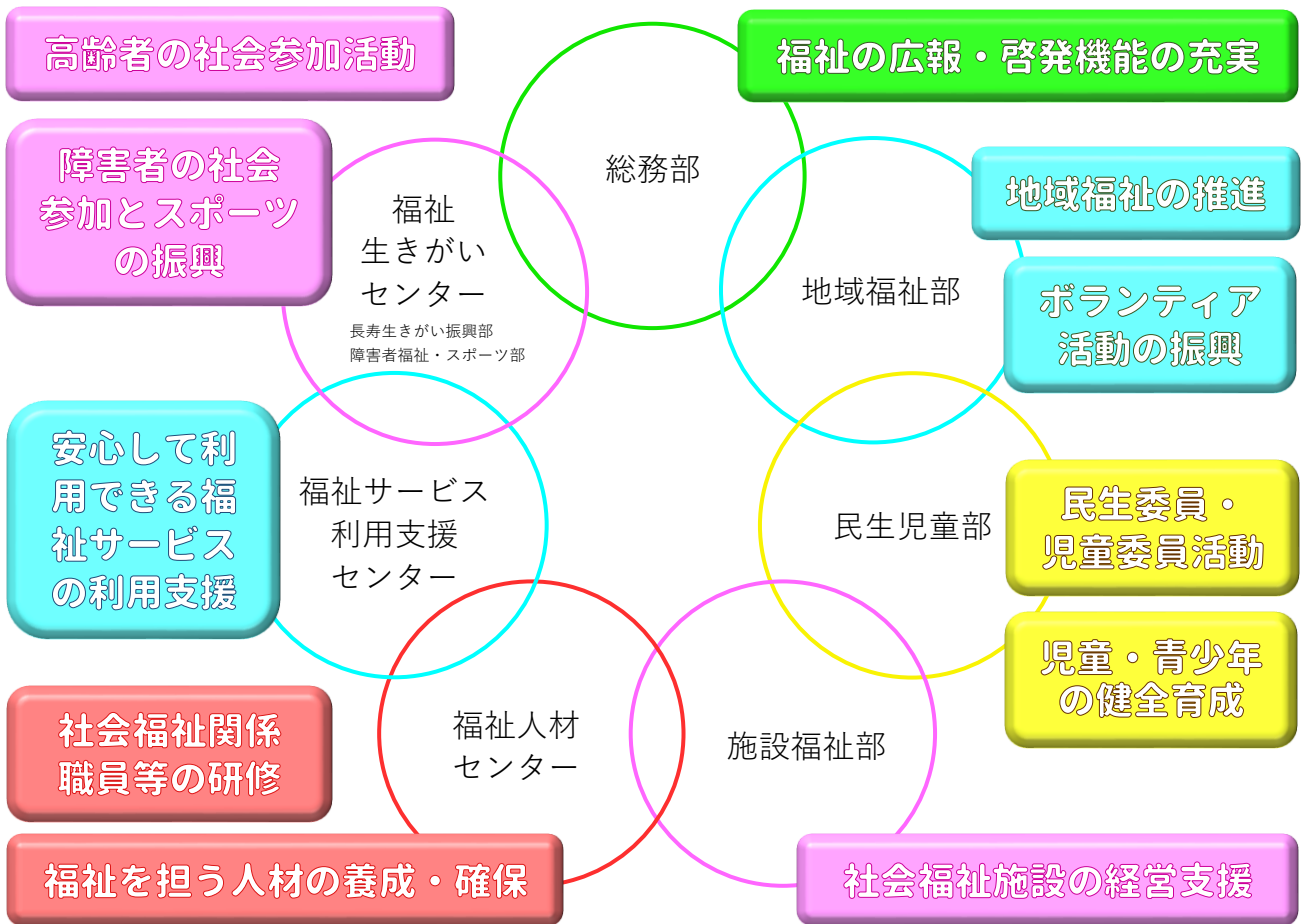 高齢者の社会参加活動
福祉の広報・啓発機能の充実
障害者の社会
参加とスポーツ
の振興
総務部
福祉
生きがい
センター
長寿生きがい振興部
障害者福祉・スポーツ部
地域福祉の推進
地域福祉部
ボランティア
活動の振興
安心して利
用できる福
祉サービス
の利用支援
福祉サービス
利用支援
センター
民生児童部
民生委員・
児童委員活動
児童・青少年
の健全育成
社会福祉関係
職員等の研修
福祉人材
センター
施設福祉部
福祉を担う人材の養成・確保
社会福祉施設の経営支援